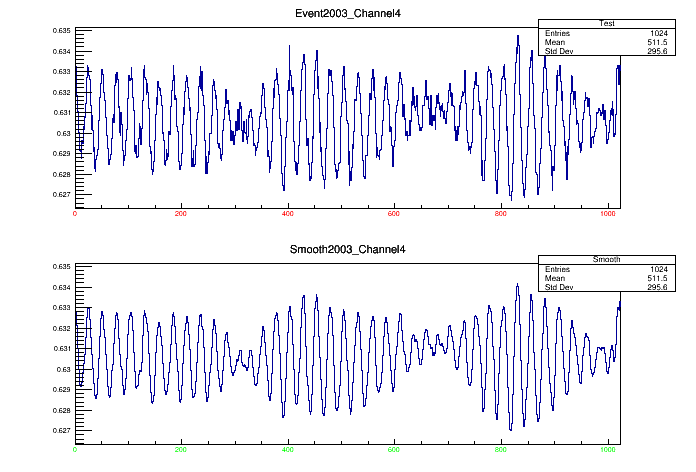 Event2003_Channel4
Test
Entries 1024
Mean 511.5
Std Dev 295.6
0.635
0.634
0.633
0.632
0.631
0.63
0.629
0.628
0.627
0 200 400 600 800 1000
Smooth2003_Channel4
Smooth
Entries 1024
Mean 511.5
Std Dev 295.6
0.635
0.634
0.633
0.632
0.631
0.63
0.629
0.628
0.627
0 200 400 600 800 1000